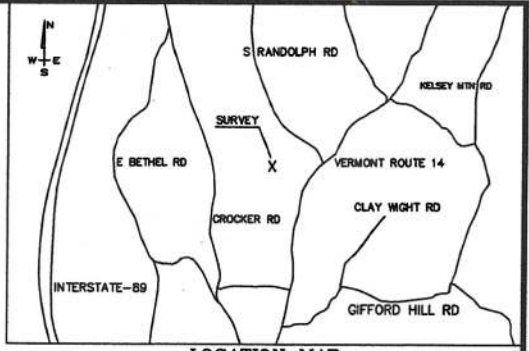 N
W E
S
S RANDOLPH RD
KELSEY MTN RD
SURVEY
X
E BETHEL RD
VERMONT ROUTE 14
CLAY WIGHT RD
CROCKER RD
INTERSTATE-89
GIFFORD HILL RD
LOCATION MAP